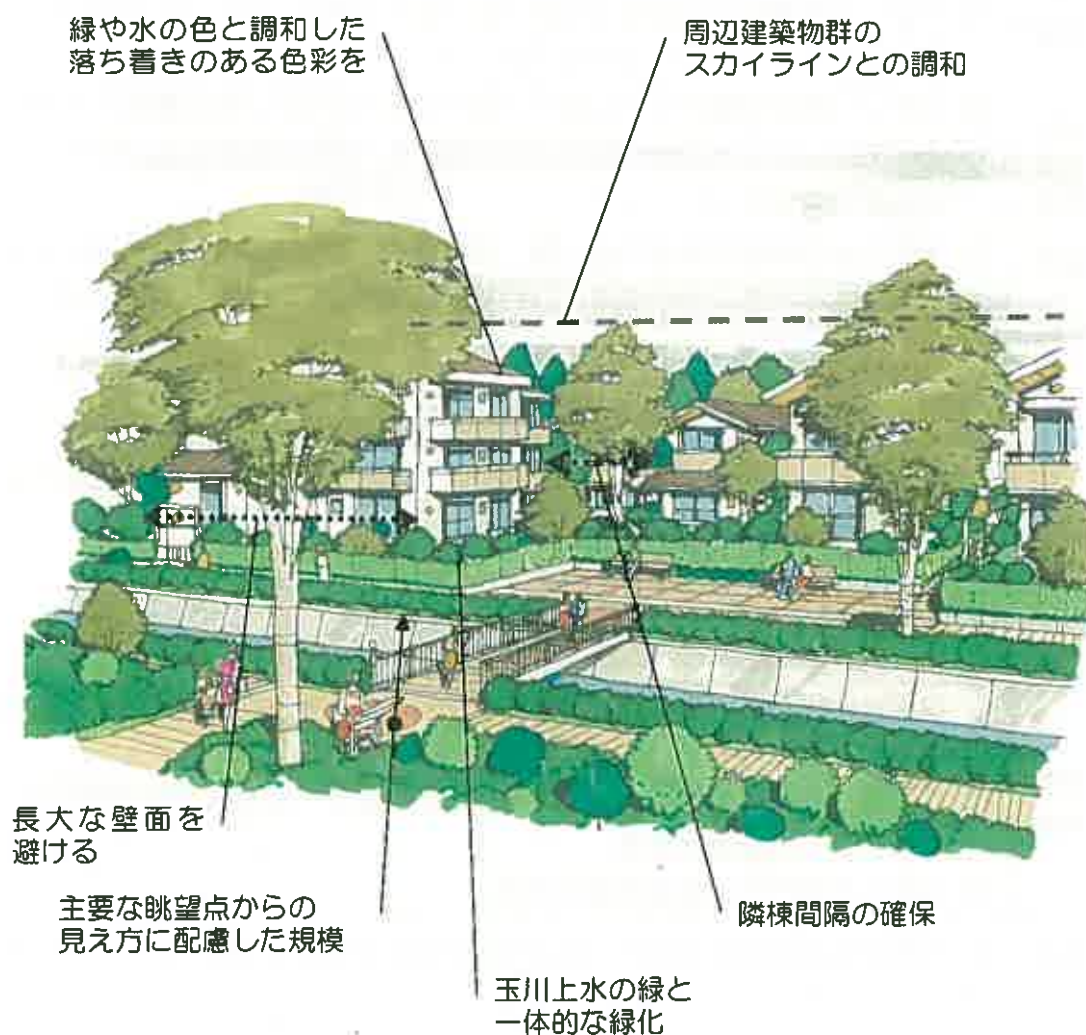 緑や水の色と調和した
落ち着きのある色彩を
周辺建築物群の
スカイラインとの調和
長大な壁面を
避ける
主要な眺望点からの
見え方に配慮した規模
隣棟間隔の確保
玉川上水の緑と
一体的な緑化